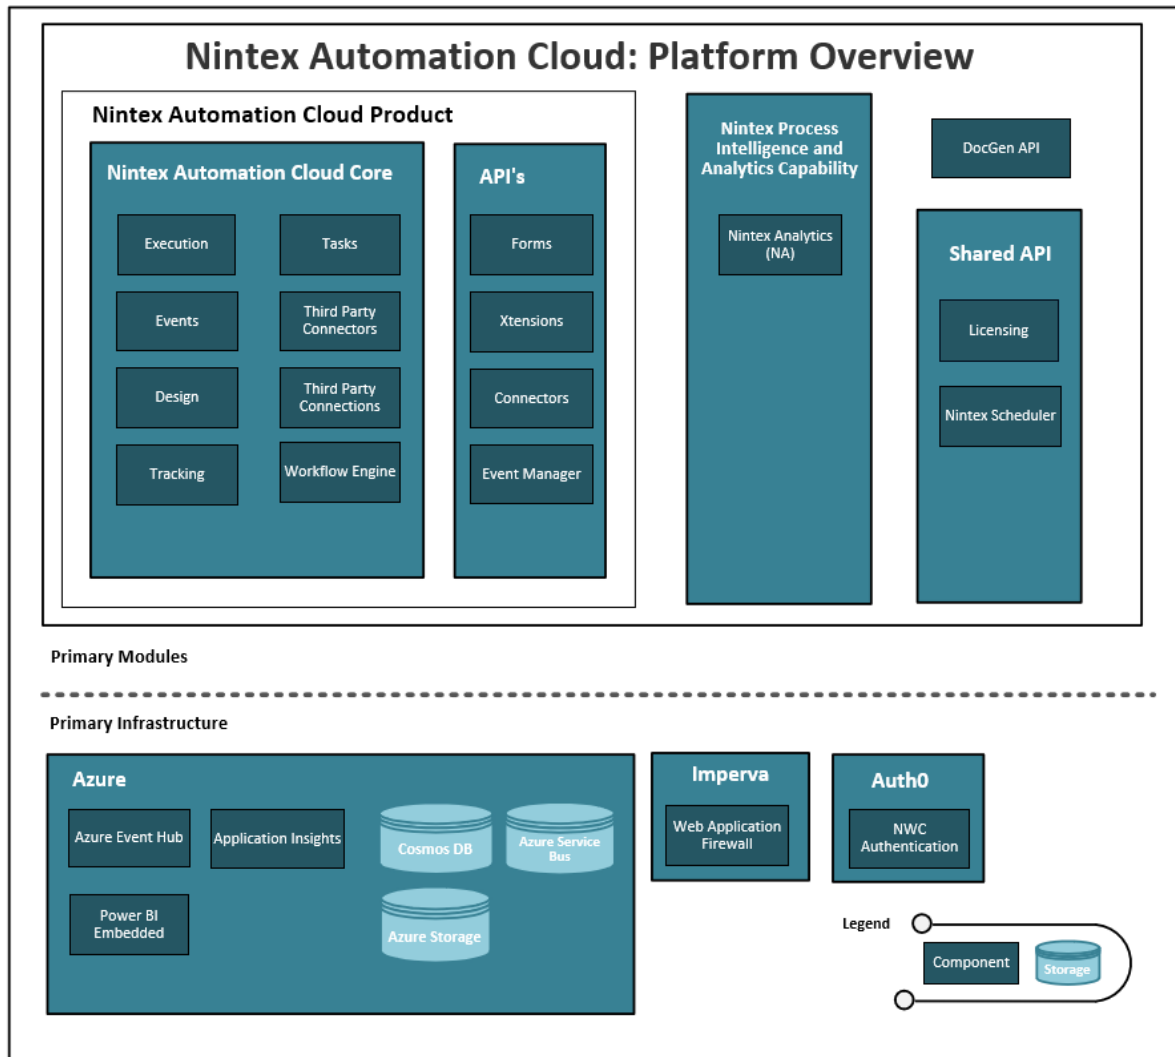 Nintex Automation Cloud: Platform Overview
Nintex Automation Cloud Product
Nintex Automation Cloud Core
Execution
Tasks
Events
Third Party
Connectors
Design
Third Party
Connections
Tracking
Workflow Engine
API's
Forms
Xtensions
Connectors
Event Manager
Nintex Process
Intelligence and
Analytics Capability
Nintex Analytics
(NA)
DocGen API
Shared API
Licensing
Nintex Scheduler
Primary Modules
Primary Infrastructure
Azure
Azure Event Hub
Application Insights
Cosmos DB
Azure Service
Bus
Power BI
Embedded
Azure Storage
Imperva
Web Application
Firewall
Auth0
NWC
Authentication
Legend
Component
Storage